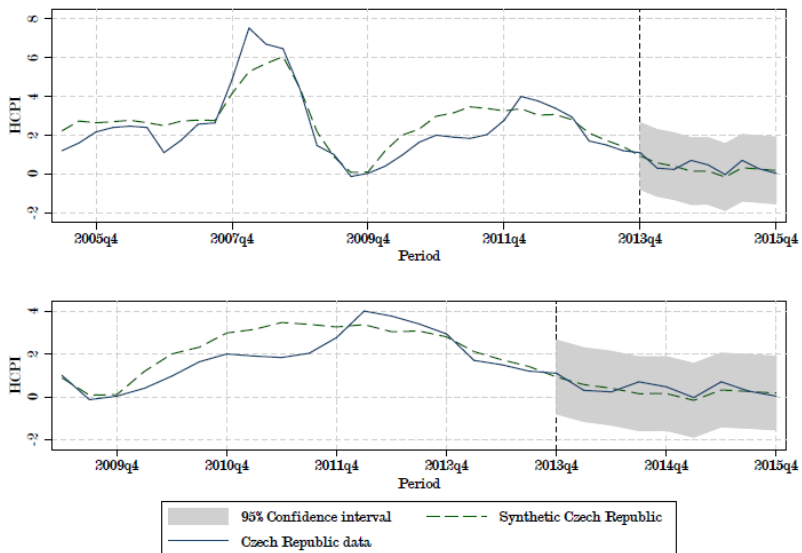 8
6
4
2
0
-2
HCPI
2005q4 2007q4 2009q4 2011q4 2013q4 2015q4
Period
4
2
0
-2
HCPI
2009q4 2010q4 2011q4 2012q4 2013q4 2014q4 2015q4
Period
95% Confidence interval Synthetic Czech Republic
Czech Republic data